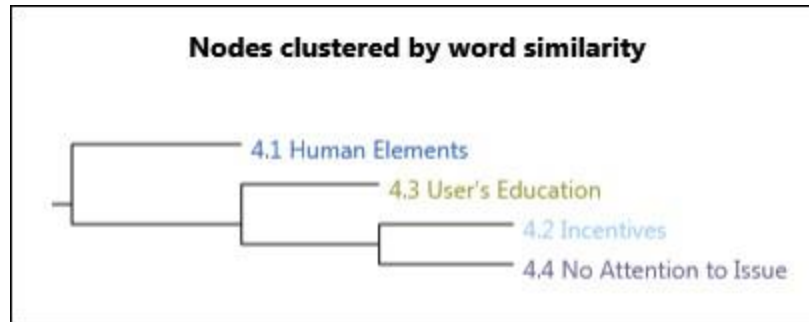 Nodes clustered by word similarity
4.1 Human Elements
4.3 User's Education
4.2 Incentives
4.4 No Attention to Issue